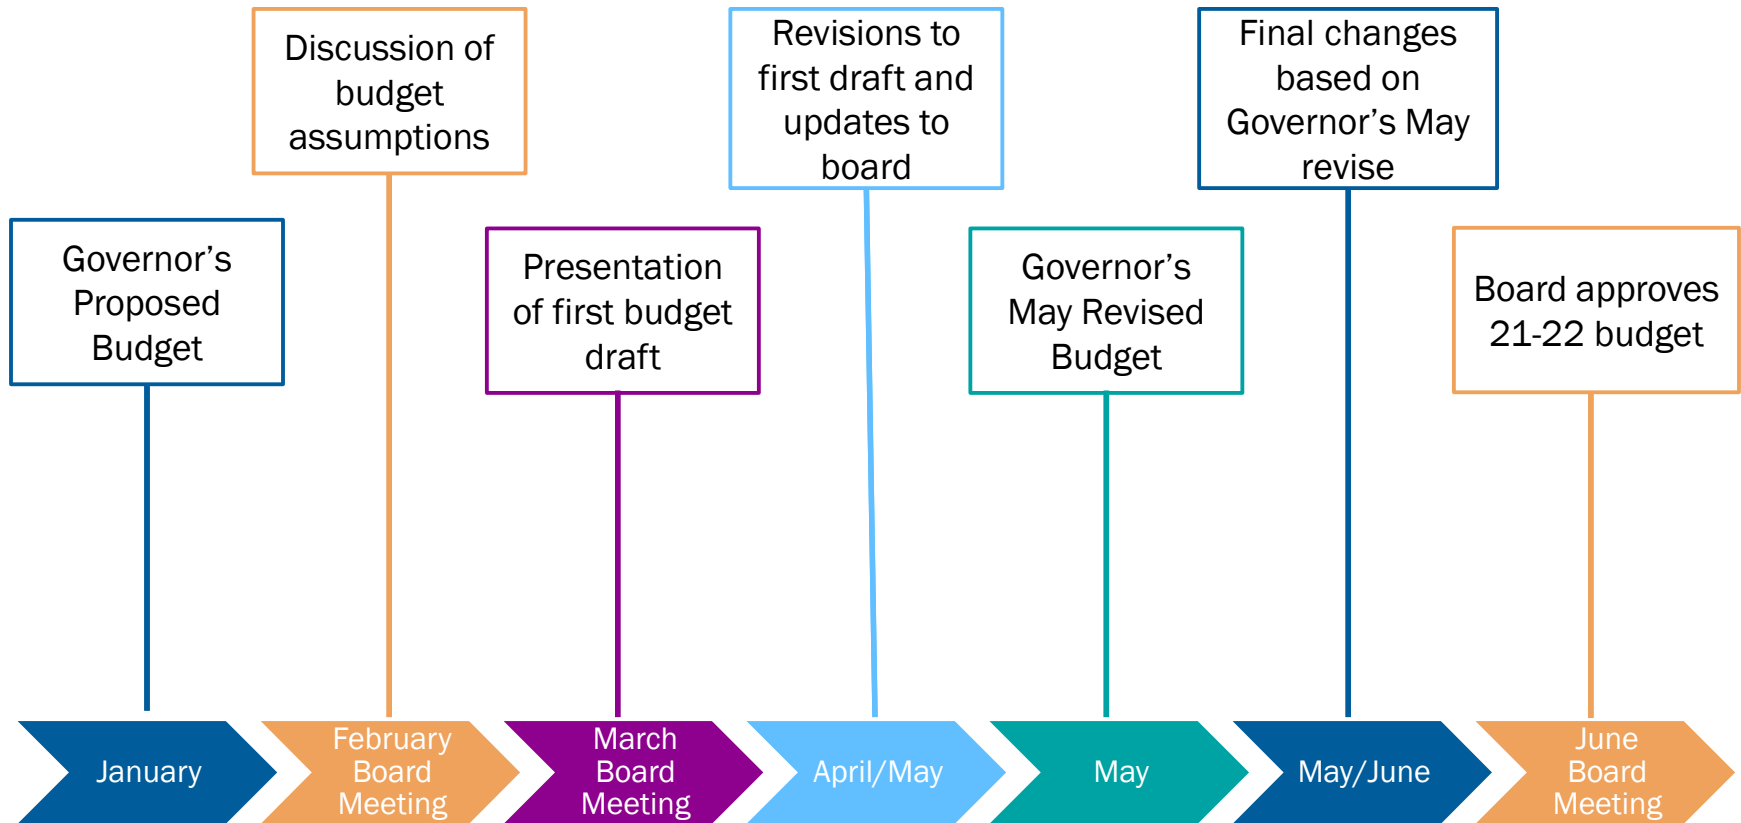 Governor’s
Proposed
Budget
Discussion of
budget
assumptions
Presentation
of first budget
draft
Revisions to
first draft and
updates to
board
Governor’s
May Revised
Budget
Final changes
based on
Governor’s May
revise
Board approves
21-22 budget
January
February
Board
Meeting
March
Board
Meeting
April/May
May
May/June
June
Board
Meeting